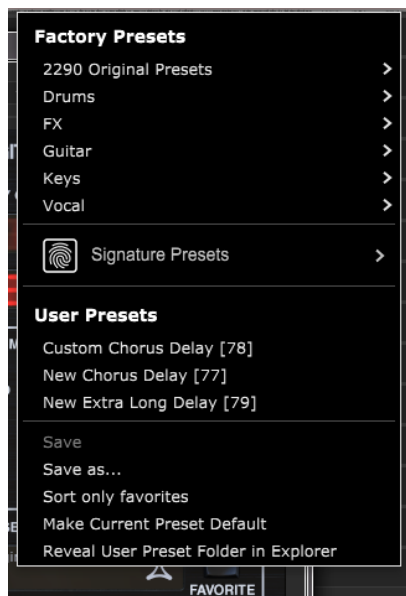 Factory Presets
2290 Original Presets
Drums
FX
Guitar
Keys
Vocal
Signature Presets
User Presets
Custom Chorus Delay [78]
New Chorus Delay [77]
New Extra Long Delay [79]
Save
Save as...
Sort only favorites
Make Current Preset Default
Reveal User Preset Folder in Explorer
FAVORITE